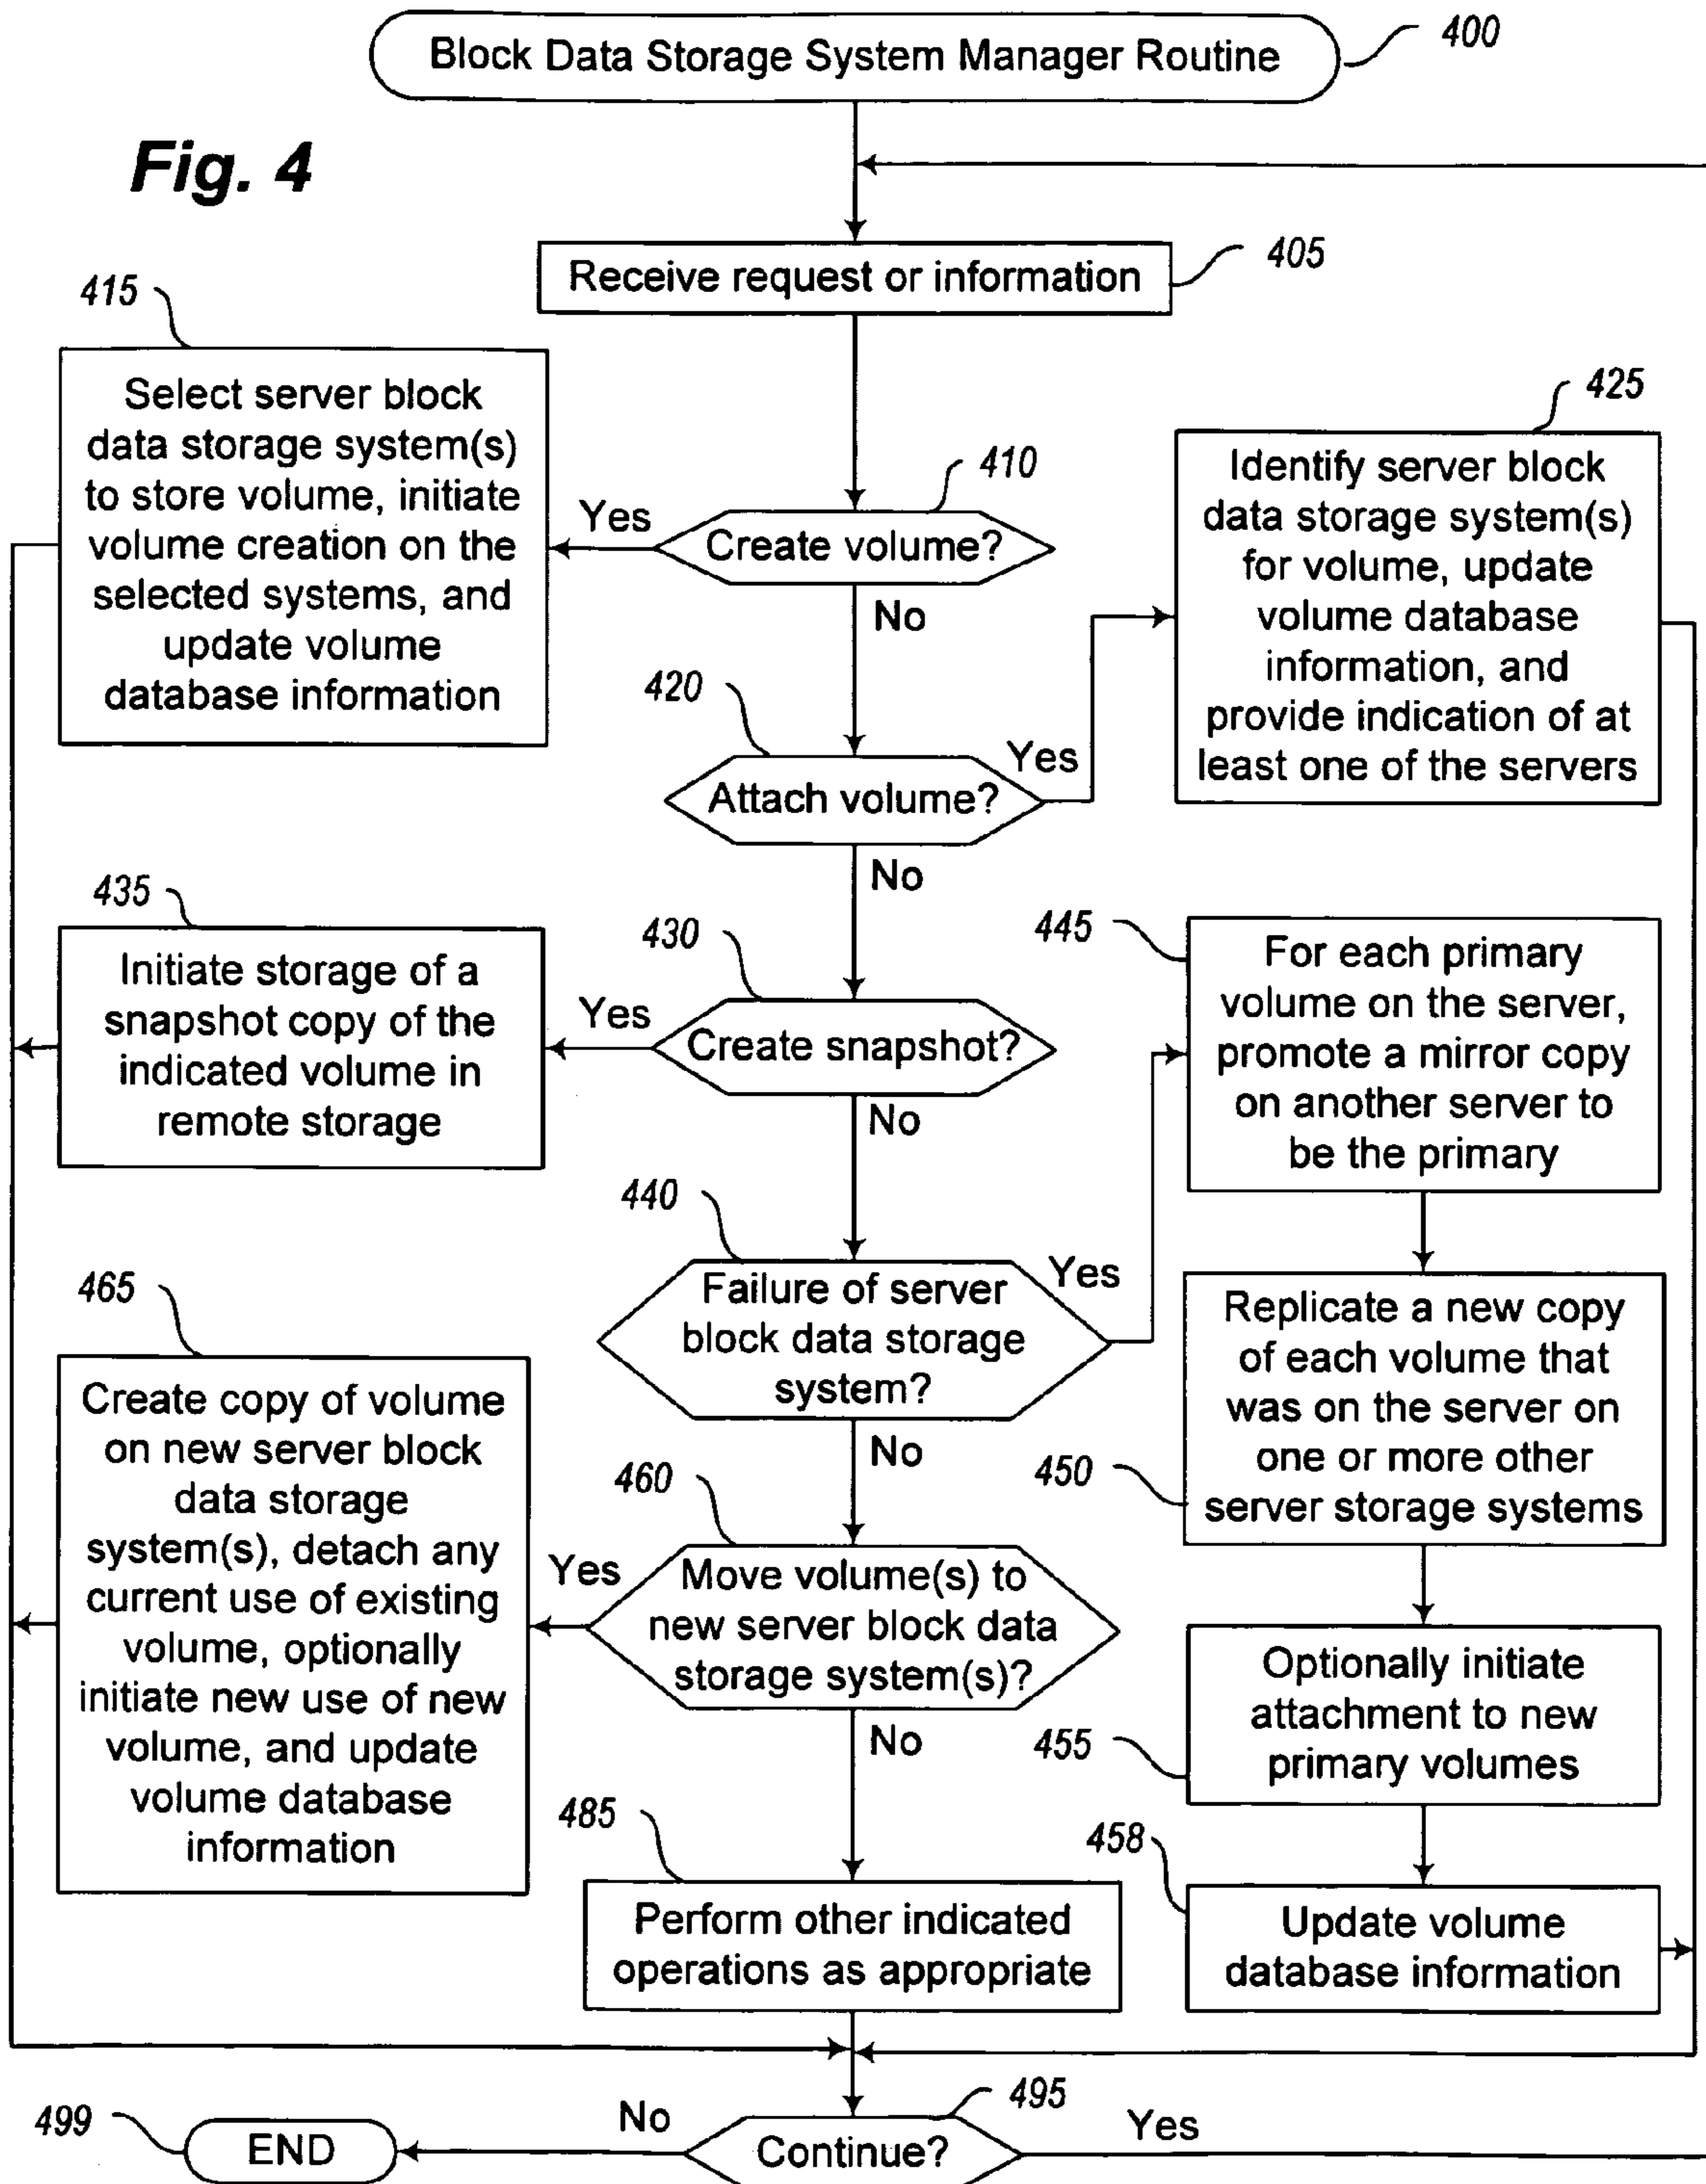 Block Data Storage System Manager Routine
400
Fig. 4
Receive request or information
405
415
Select server block
data storage system(s)
to store volume, initiate
volume creation on the
selected systems, and
update volume
database information
Yes
410
Create volume?
No
425
Identify server block
data storage system(s)
for volume, update
volume database
information, and
provide indication of at
least one of the servers
420
Yes
Attach volume?
No
435
Initiate storage of a
snapshot copy of the
indicated volume in
remote storage
Yes
430
Create snapshot?
No
445
For each primary
volume on the server,
promote a mirror copy
on another server to
be the primary
440
Yes
Failure of server
block data storage
system?
No
450
Replicate a new copy
of each volume that
was on the server on
one or more other
server storage systems
465
Create copy of volume
on new server block
data storage
system(s), detach any
current use of existing
volume, optionally
initiate new use of new
volume, and update
volume database
information
Yes
460
Move volume(s) to
new server block data
storage system(s)?
No
455
Optionally initiate
attachment to new
primary volumes
485
Perform other indicated
operations as appropriate
458
Update volume
database information
499
END
No
495
Continue?
Yes